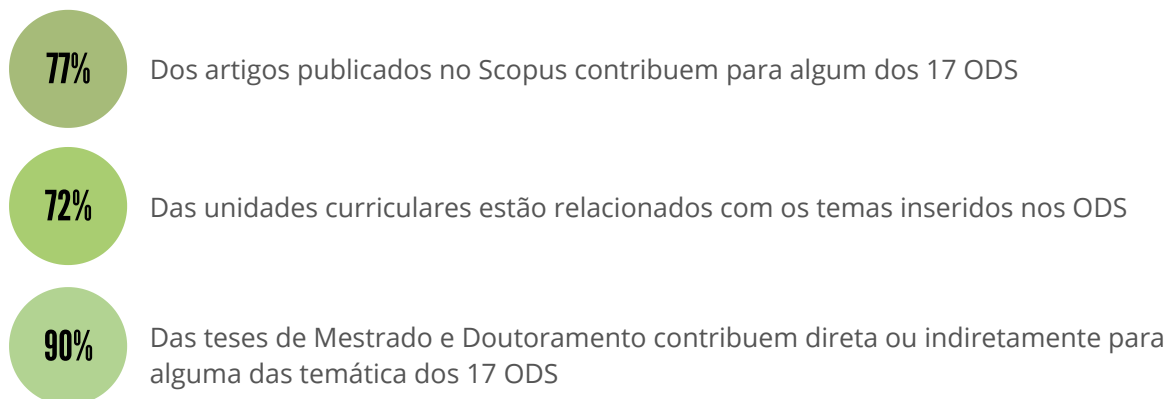 77%
Dos artigos publicados no Scopus contribuem para algum dos 17 ODS
72%
Das unidades curriculares estão relacionados com os temas inseridos nos ODS
90%
Das teses de Mestrado e Doutoramento contribuem direta ou indiretamente para
alguma das temática dos 17 ODS